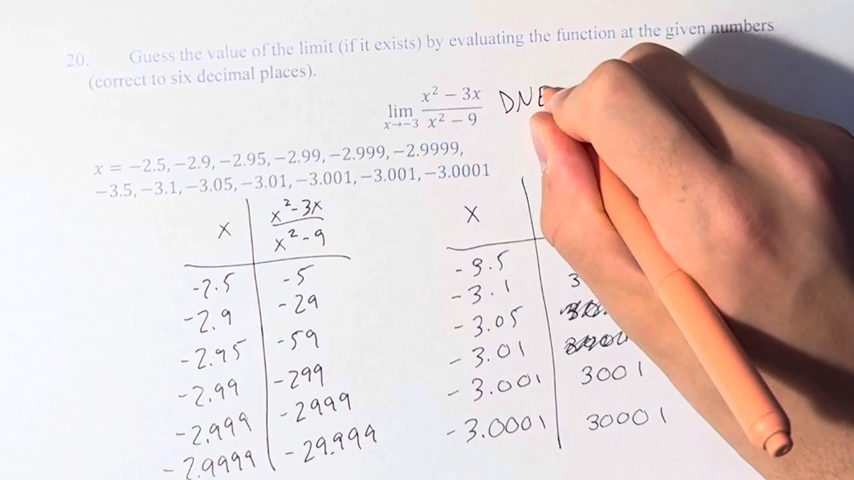 20. Guess the value of the limit (if it exists) by evaluating the function at the given numbers
(correct to six decimal places).
lim x→−3 x² − 3x / x² − 9 DNE
x = −2.5, −2.9, −2.95, −2.99, −2.999, −2.9999,
−3.5, −3.1, −3.05, −3.01, −3.001, −3.001, −3.0001
x x²-3x / x²-9 x
-2.5 -5 -3.5
-2.9 -29 -3.1 3
-2.95 -59 -3.05
-2.99 -299 -3.01
-2.999 -2999 -3.001 3001
-2.9999 -29.999 -3.0001 30001